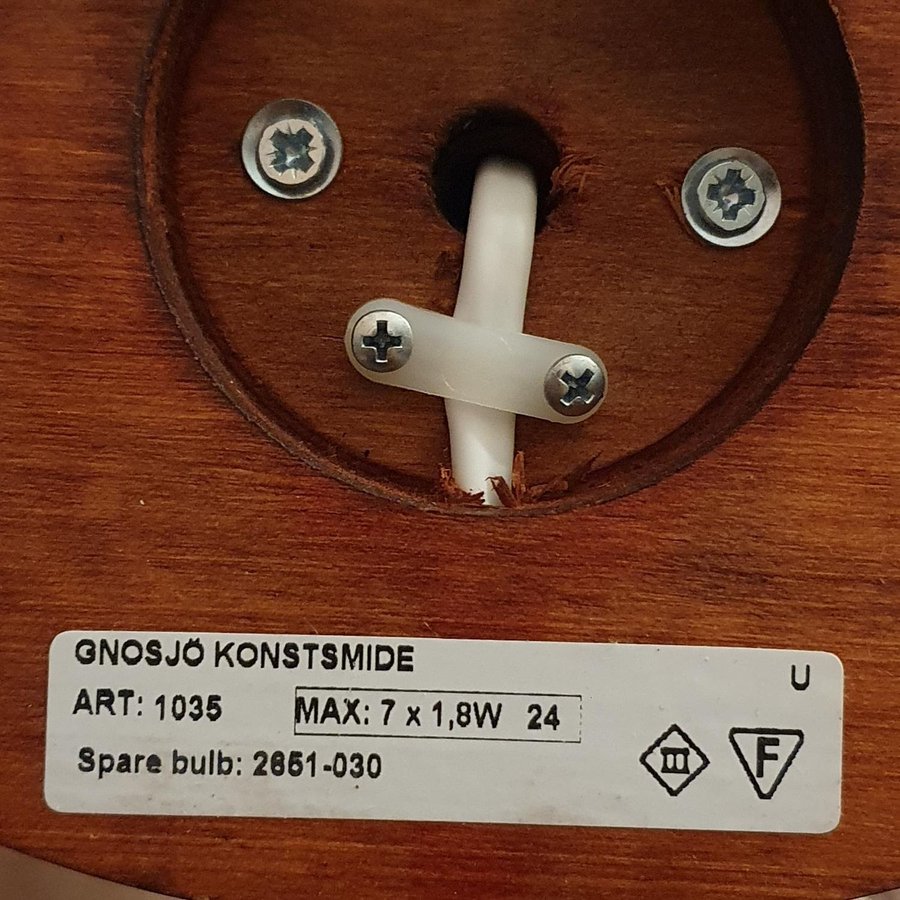 GNOSJÖ KONSTSMIDE
U
ART: 1035
MAX: 7 x 1,8W 24
Spare bulb: 2651-030
III
F